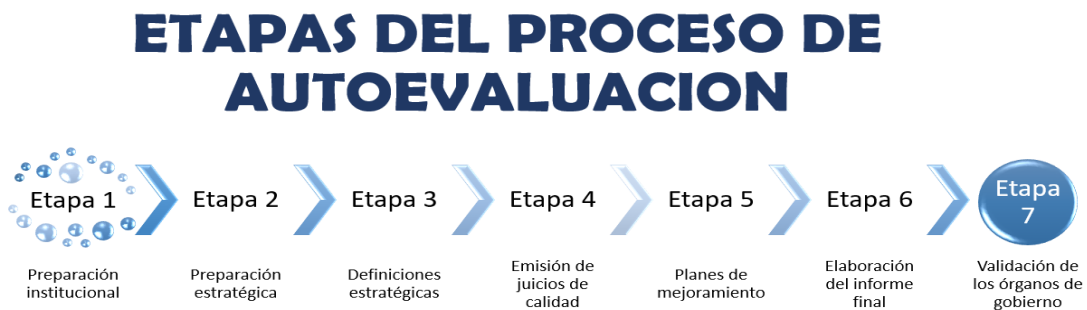 ETAPAS DEL PROCESO DE
AUTOEVALUACION
Etapa 1
Preparación
institucional
Etapa 2
Preparación
estratégica
Etapa 3
Definiciones
estratégicas
Etapa 4
Emisión de
juicios de
calidad
Etapa 5
Planes de
mejoramiento
Etapa 6
Elaboración
del informe
final
Etapa
7
Validación de
los órganos de
gobierno